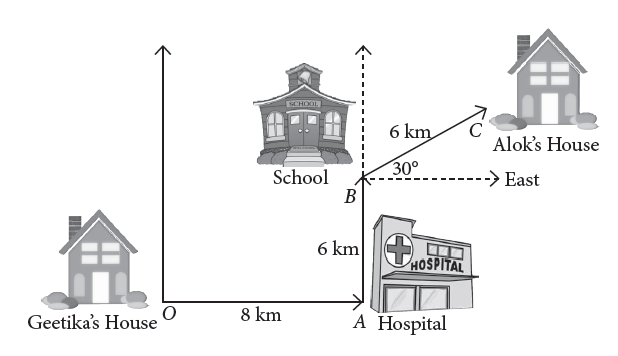 SCHOOL
6 km
C
Alok's House
School
30°
East
B
6 km
HOSPITAL
Geetika's House
O
8 km
A
Hospital